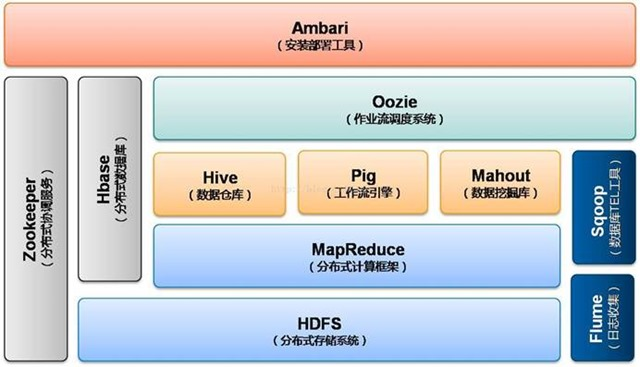 Ambari
（安装部署工具）
Zookeeper
（分布式协调服务）
Hbase
（分布式数据库）
Oozie
（作业流调度系统）
Hive
（数据仓库）
Pig
（工作流引擎）
Mahout
（数据挖掘库）
Sqoop
（数据库TEL工具）
MapReduce
（分布式计算框架）
Flume
（日志收集）
HDFS
（分布式存储系统）